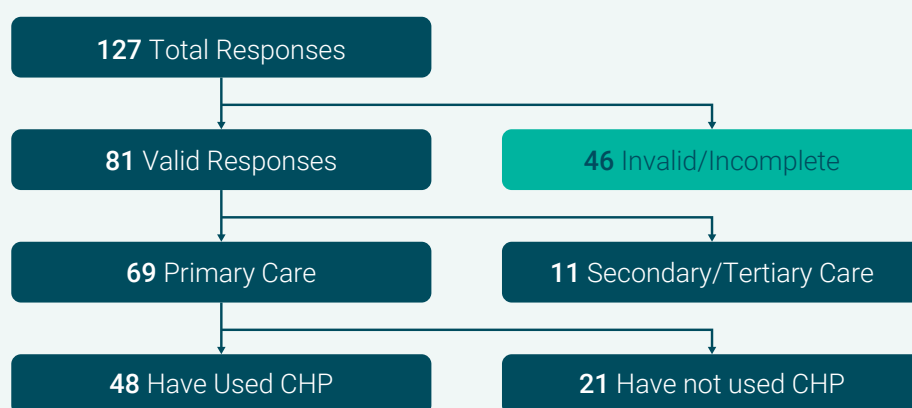 127 Total Responses
81 Valid Responses
46 Invalid/Incomplete
69 Primary Care
11 Secondary/Tertiary Care
48 Have Used CHP
21 Have not used CHP